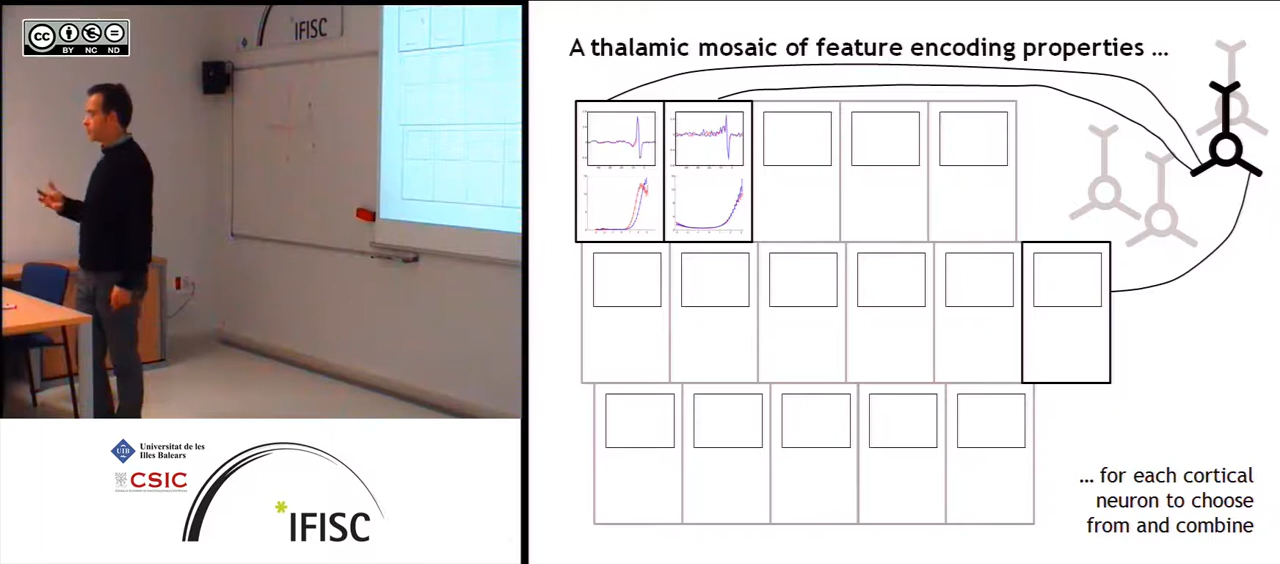 BY NC ND
IFISC
Universitat de les
Illes Balears
UIB
CSIC
*IFISC
A thalamic mosaic of feature encoding properties ...
... for each cortical
neuron to choose
from and combine